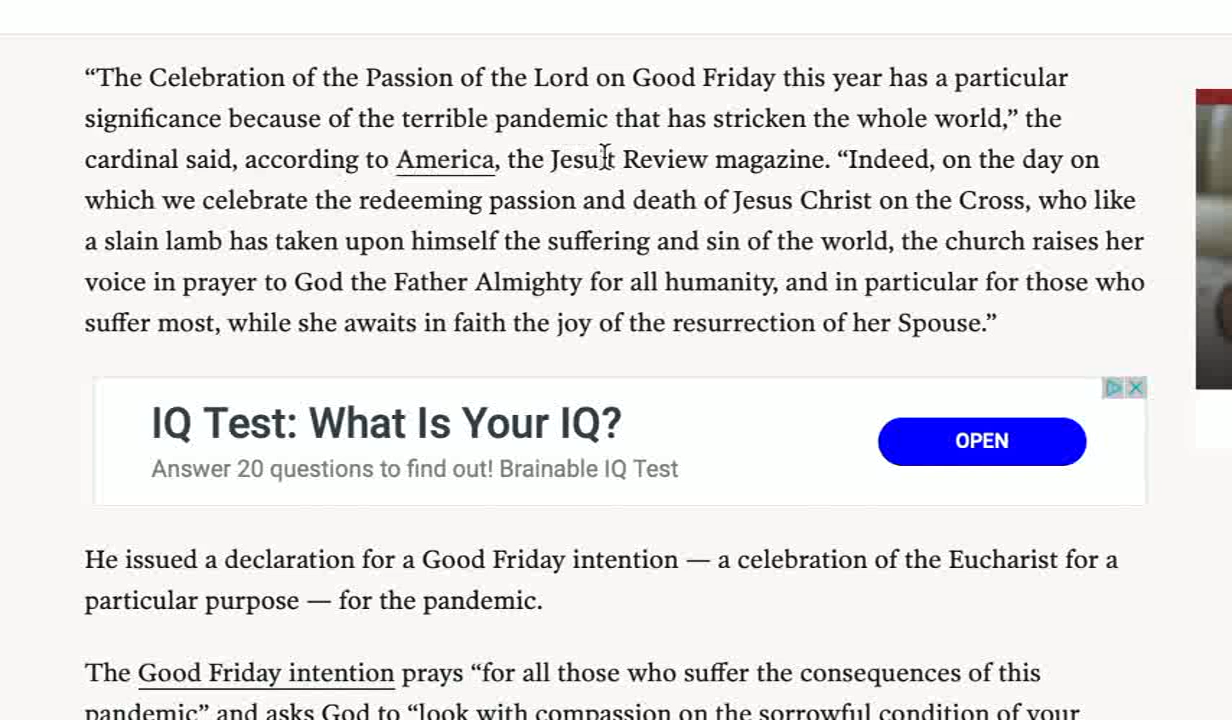 “The Celebration of the Passion of the Lord on Good Friday this year has a particular
significance because of the terrible pandemic that has stricken the whole world,” the
cardinal said, according to America, the Jesuit Review magazine. “Indeed, on the day on
which we celebrate the redeeming passion and death of Jesus Christ on the Cross, who like
a slain lamb has taken upon himself the suffering and sin of the world, the church raises her
voice in prayer to God the Father Almighty for all humanity, and in particular for those who
suffer most, while she awaits in faith the joy of the resurrection of her Spouse.”
IQ Test: What Is Your IQ?
Answer 20 questions to find out! Brainable IQ Test
OPEN
He issued a declaration for a Good Friday intention — a celebration of the Eucharist for a
particular purpose — for the pandemic.
The Good Friday intention prays “for all those who suffer the consequences of this
pandemic” and asks God to “look with compassion on the sorrowful condition of your